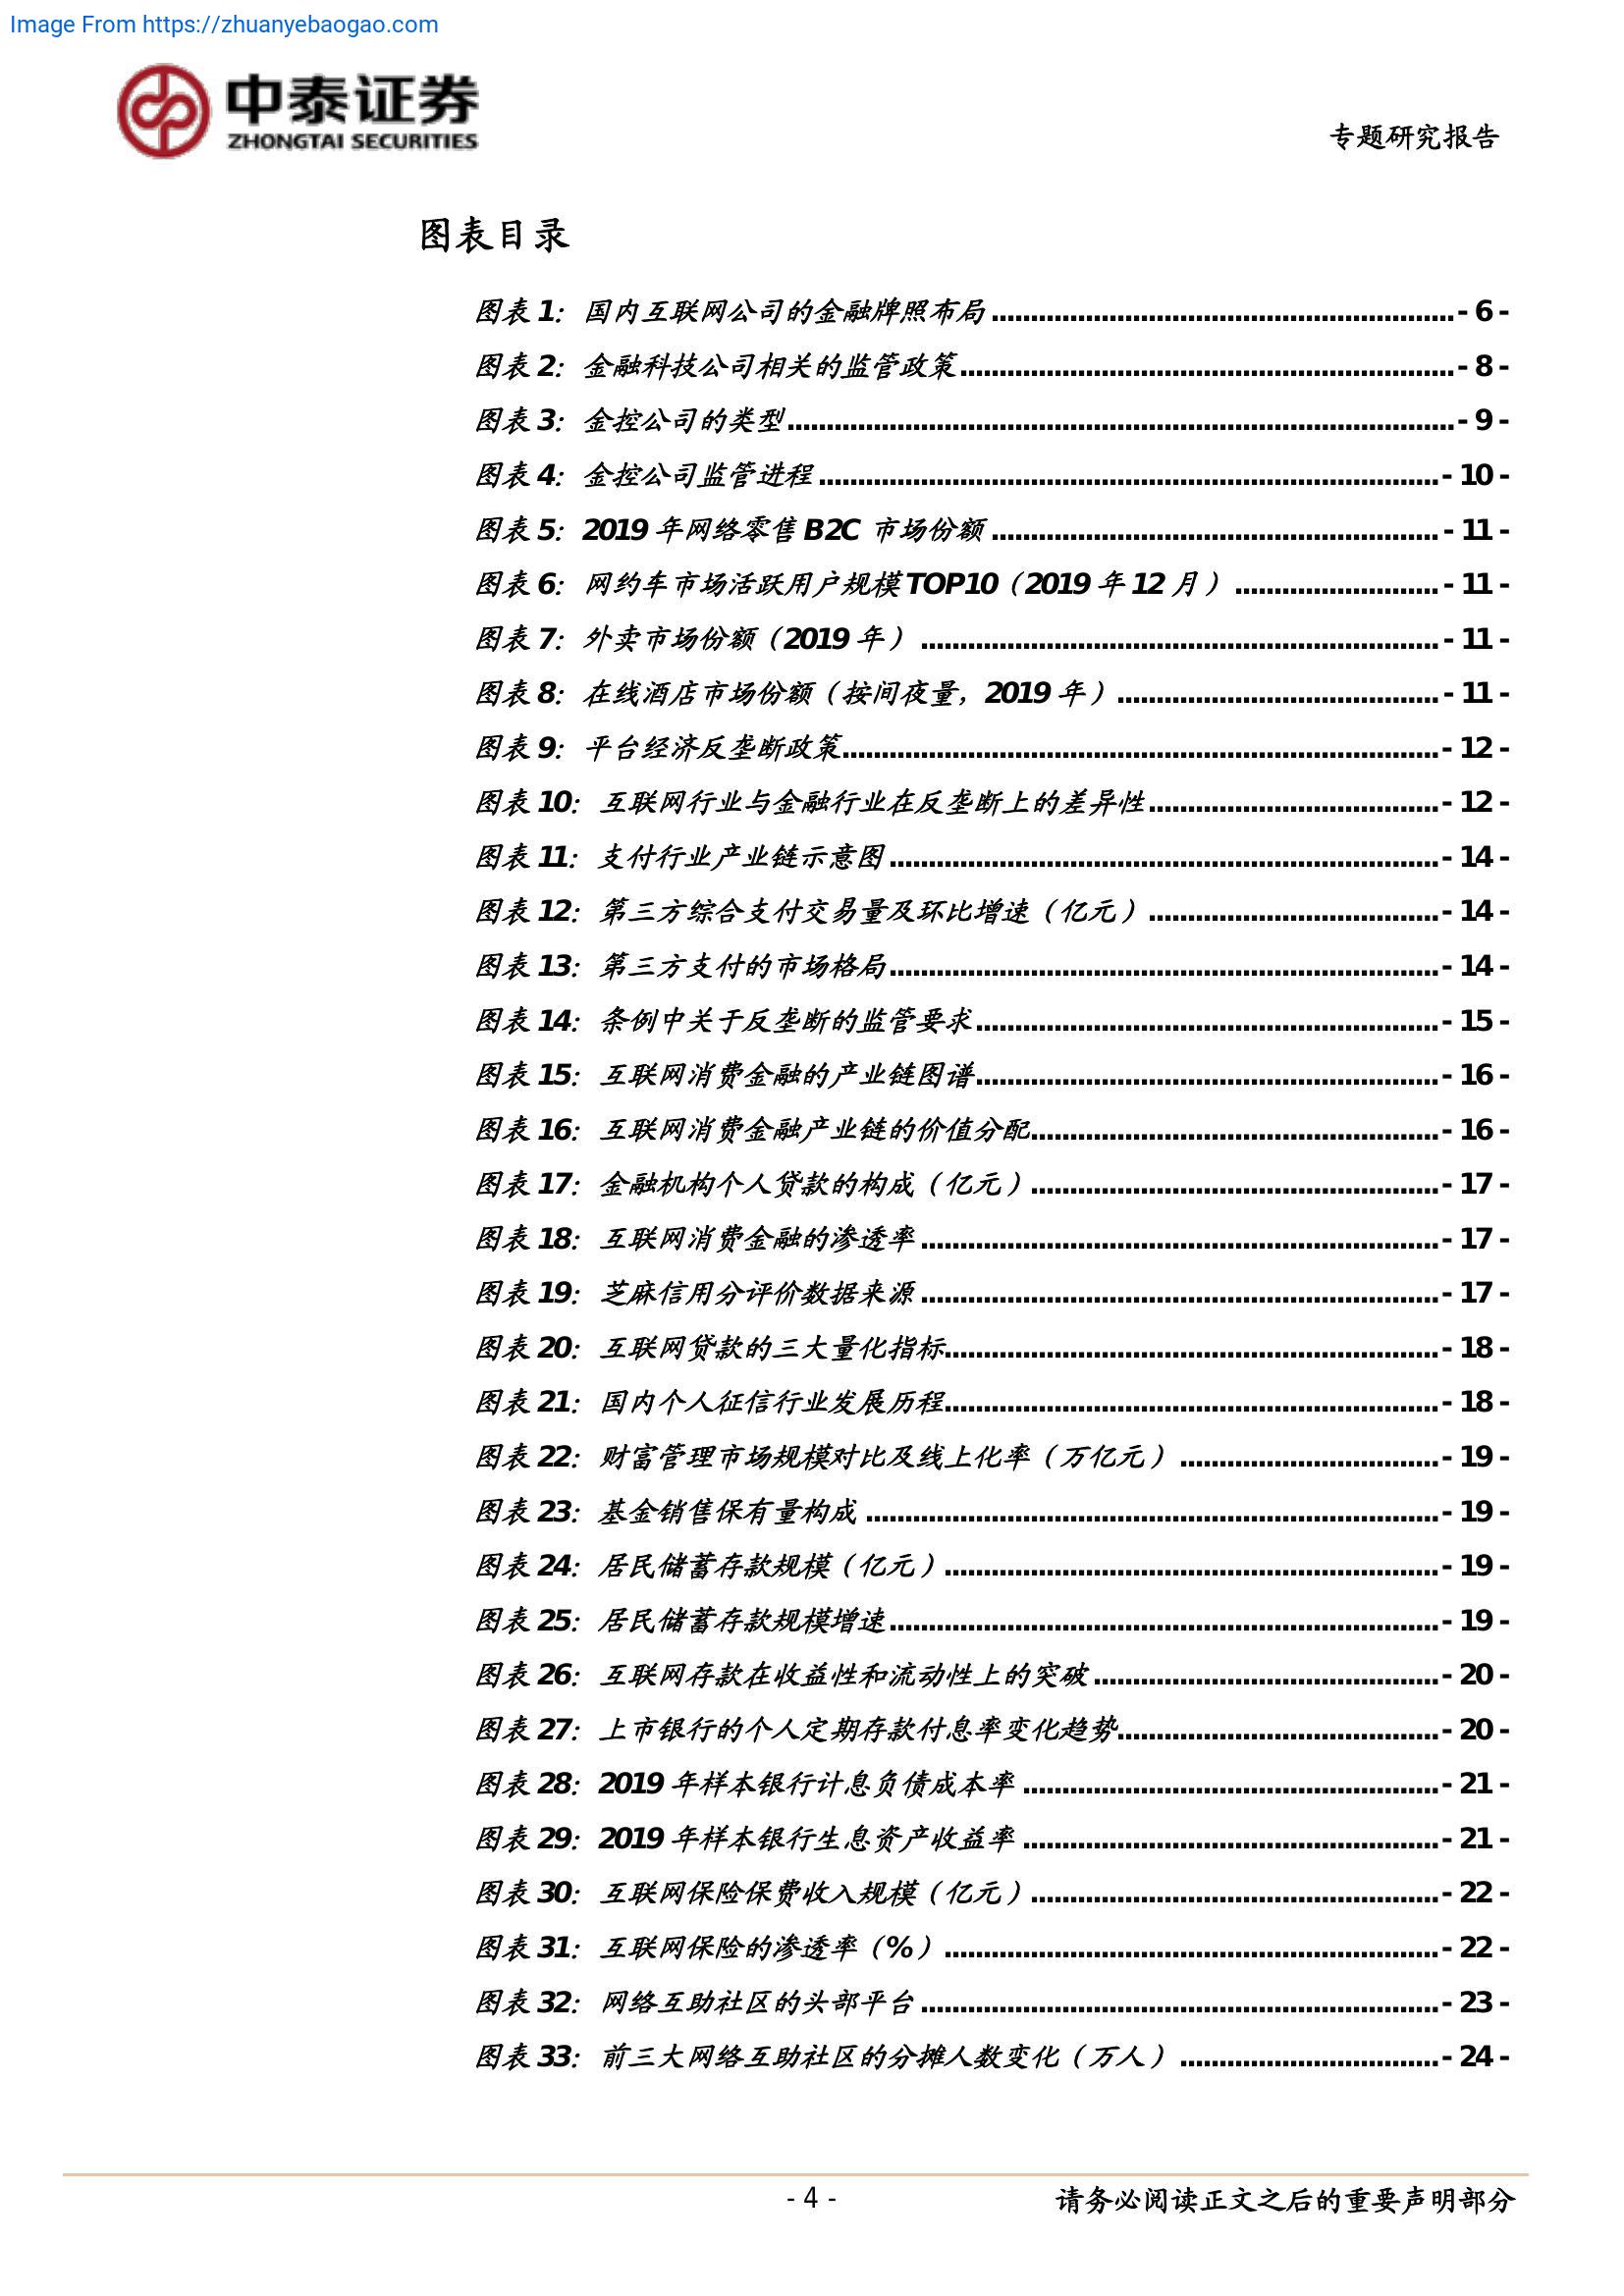 Image From https://zhuanyebaogao.com
中泰证券
ZHONGTAI SECURITIES
专题研究报告
图表目录
图表 1：国内互联网公司的金融牌照布局 ........................................................... - 6 -
图表 2：金融科技公司相关的监管政策 ............................................................... - 8 -
图表 3：金控公司的类型 ..................................................................................... - 9 -
图表 4：金控公司监管进程 ............................................................................... - 10 -
图表 5：2019 年网络零售 B2C 市场份额 ......................................................... - 11 -
图表 6：网约车市场活跃用户规模 TOP10（2019 年 12 月） .......................... - 11 -
图表 7：外卖市场份额（2019 年） .................................................................. - 11 -
图表 8：在线酒店市场份额（按间夜量，2019 年） ......................................... - 11 -
图表 9：平台经济反垄断政策............................................................................ - 12 -
图表 10：互联网行业与金融行业在反垄断上的差异性 ..................................... - 12 -
图表 11：支付行业产业链示意图 ...................................................................... - 14 -
图表 12：第三方综合支付交易量及环比增速（亿元） ..................................... - 14 -
图表 13：第三方支付的市场格局 ...................................................................... - 14 -
图表 14：条例中关于反垄断的监管要求 ........................................................... - 15 -
图表 15：互联网消费金融的产业链图谱........................................................... - 16 -
图表 16：互联网消费金融产业链的价值分配.................................................... - 16 -
图表 17：金融机构个人贷款的构成（亿元） .................................................... - 17 -
图表 18：互联网消费金融的渗透率 .................................................................. - 17 -
图表 19：芝麻信用分评价数据来源 .................................................................. - 17 -
图表 20：互联网贷款的三大量化指标............................................................... - 18 -
图表 21：国内个人征信行业发展历程............................................................... - 18 -
图表 22：财富管理市场规模对比及线上化率（万亿元） ................................. - 19 -
图表 23：基金销售保有量构成 ......................................................................... - 19 -
图表 24：居民储蓄存款规模（亿元） ............................................................... - 19 -
图表 25：居民储蓄存款规模增速 ...................................................................... - 19 -
图表 26：互联网存款在收益性和流动性上的突破 ............................................ - 20 -
图表 27：上市银行的个人定期存款付息率变化趋势......................................... - 20 -
图表 28：2019 年样本银行计息负债成本率 ..................................................... - 21 -
图表 29：2019 年样本银行生息资产收益率 ..................................................... - 21 -
图表 30：互联网保险保费收入规模（亿元） .................................................... - 22 -
图表 31：互联网保险的渗透率（%） ............................................................... - 22 -
图表 32：网络互助社区的头部平台 .................................................................. - 23 -
图表 33：前三大网络互助社区的分摊人数变化（万人） ................................. - 24 -
- 4 -
请务必阅读正文之后的重要声明部分